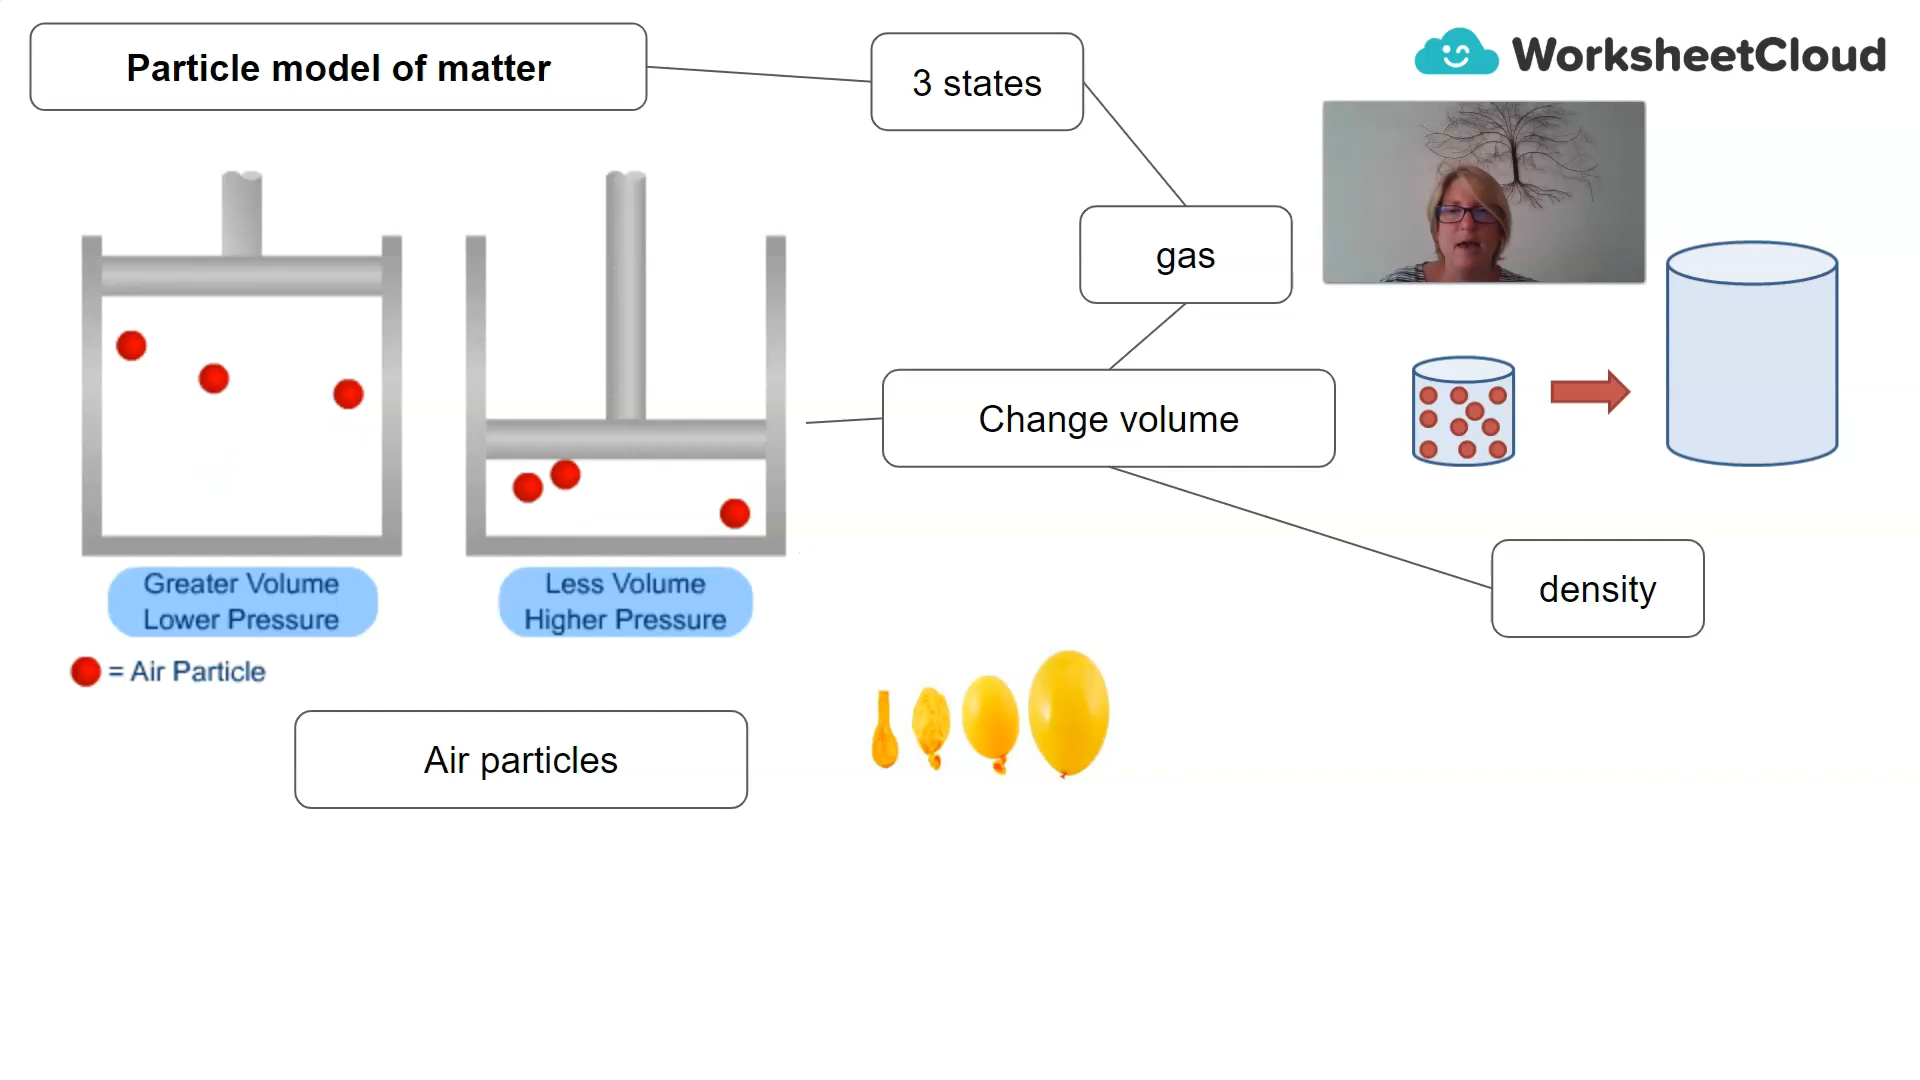 Particle model of matter
3 states
WorksheetCloud
gas
Change volume
density
Greater Volume
Lower Pressure
Less Volume
Higher Pressure
= Air Particle
Air particles